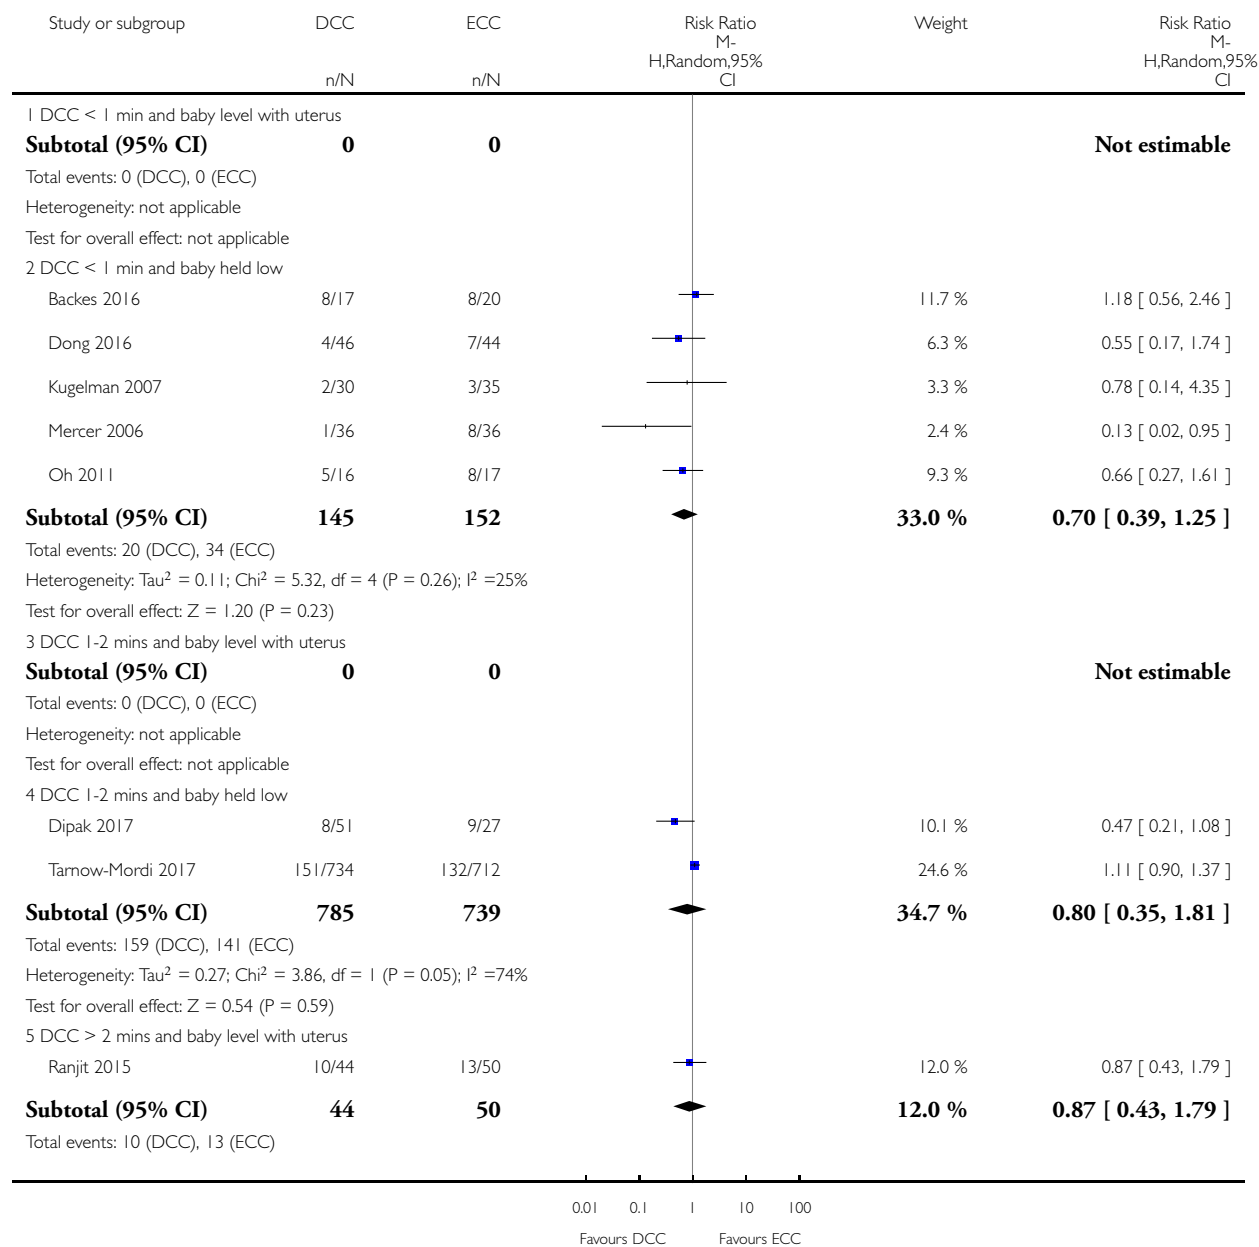 Study or subgroup DCC ECC Risk Ratio Weight Risk Ratio
M- M-
H,Random,95% H,Random,95%
n/N n/N CI CI
1 DCC < 1 min and baby level with uterus
Subtotal (95% CI) 0 0 Not estimable
Total events: 0 (DCC), 0 (ECC)
Heterogeneity: not applicable
Test for overall effect: not applicable
2 DCC < 1 min and baby held low
Backes 2016 8/17 8/20 11.7 % 1.18 [ 0.56, 2.46 ]
Dong 2016 4/46 7/44 6.3 % 0.55 [ 0.17, 1.74 ]
Kugelman 2007 2/30 3/35 3.3 % 0.78 [ 0.14, 4.35 ]
Mercer 2006 1/36 8/36 2.4 % 0.13 [ 0.02, 0.95 ]
Oh 2011 5/16 8/17 9.3 % 0.66 [ 0.27, 1.61 ]
Subtotal (95% CI) 145 152 33.0 % 0.70 [ 0.39, 1.25 ]
Total events: 20 (DCC), 34 (ECC)
Heterogeneity: Tau² = 0.11; Chi² = 5.32, df = 4 (P = 0.26); I² =25%
Test for overall effect: Z = 1.20 (P = 0.23)
3 DCC 1-2 mins and baby level with uterus
Subtotal (95% CI) 0 0 Not estimable
Total events: 0 (DCC), 0 (ECC)
Heterogeneity: not applicable
Test for overall effect: not applicable
4 DCC 1-2 mins and baby held low
Dipak 2017 8/51 9/27 10.1 % 0.47 [ 0.21, 1.08 ]
Tarnow-Mordi 2017 151/734 132/712 24.6 % 1.11 [ 0.90, 1.37 ]
Subtotal (95% CI) 785 739 34.7 % 0.80 [ 0.35, 1.81 ]
Total events: 159 (DCC), 141 (ECC)
Heterogeneity: Tau² = 0.27; Chi² = 3.86, df = 1 (P = 0.05); I² =74%
Test for overall effect: Z = 0.54 (P = 0.59)
5 DCC > 2 mins and baby level with uterus
Ranjit 2015 10/44 13/50 12.0 % 0.87 [ 0.43, 1.79 ]
Subtotal (95% CI) 44 50 12.0 % 0.87 [ 0.43, 1.79 ]
Total events: 10 (DCC), 13 (ECC)
0.01 0.1 1 10 100
Favours DCC Favours ECC